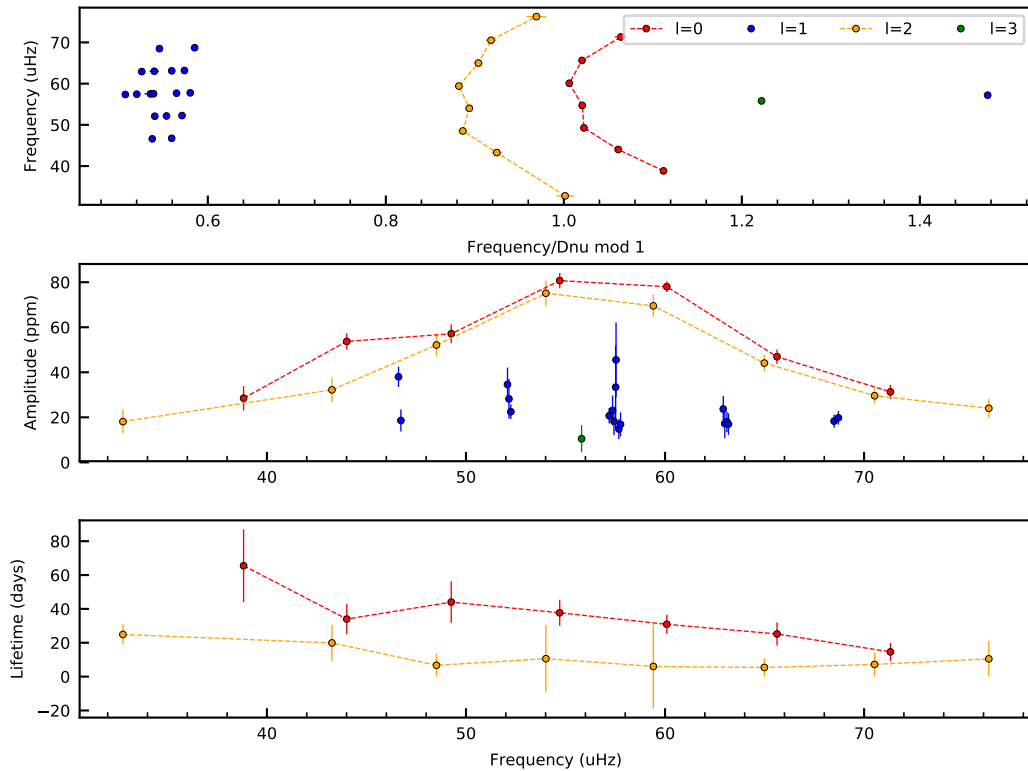 l=0 l=1 l=2 l=3
Frequency (uHz)
70
60
50
40
0.6 0.8 1.0 1.2 1.4
Frequency/Dnu mod 1
Amplitude (ppm)
80
60
40
20
0
40 50 60 70
Lifetime (days)
80
60
40
20
0
−20
40 50 60 70
Frequency (uHz)